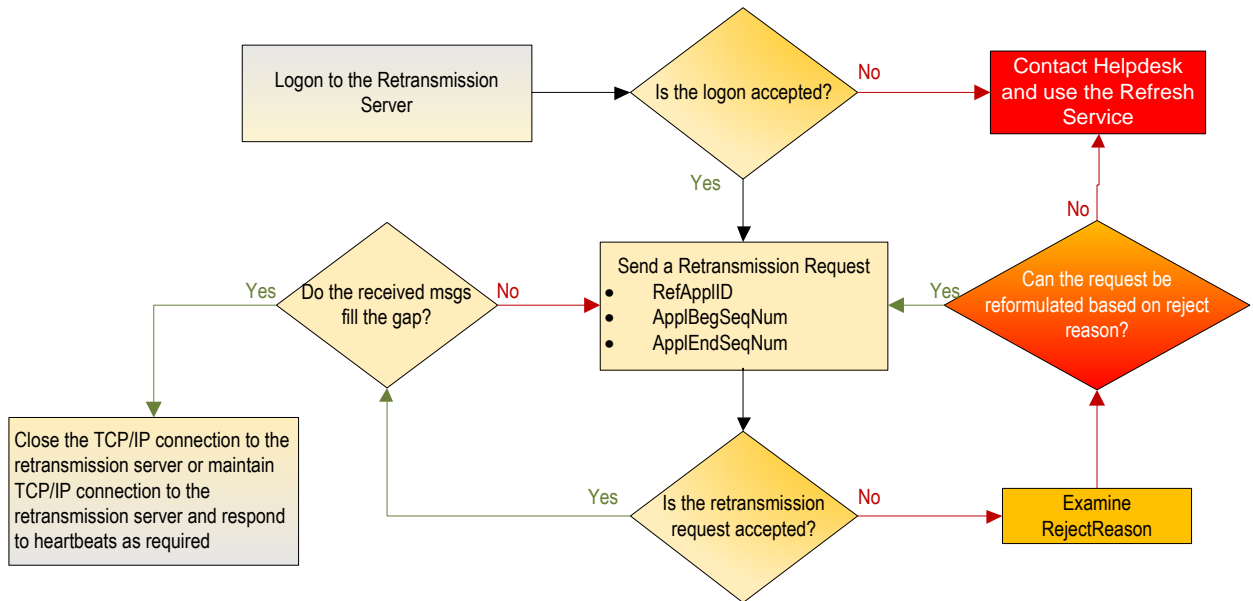 Logon to the Retransmission
Server
Is the logon accepted?
No
Contact Helpdesk
and use the Refresh
Service
Yes
No
Send a Retransmission Request
• RefApplID
• ApplBegSeqNum
• ApplEndSeqNum
Yes
Do the received msgs
fill the gap?
No
Yes
Can the request be
reformulated based on reject
reason?
Close the TCP/IP connection to the
retransmission server or maintain
TCP/IP connection to the
retransmission server and respond
to heartbeats as required
Yes
Is the retransmission
request accepted?
No
Examine
RejectReason